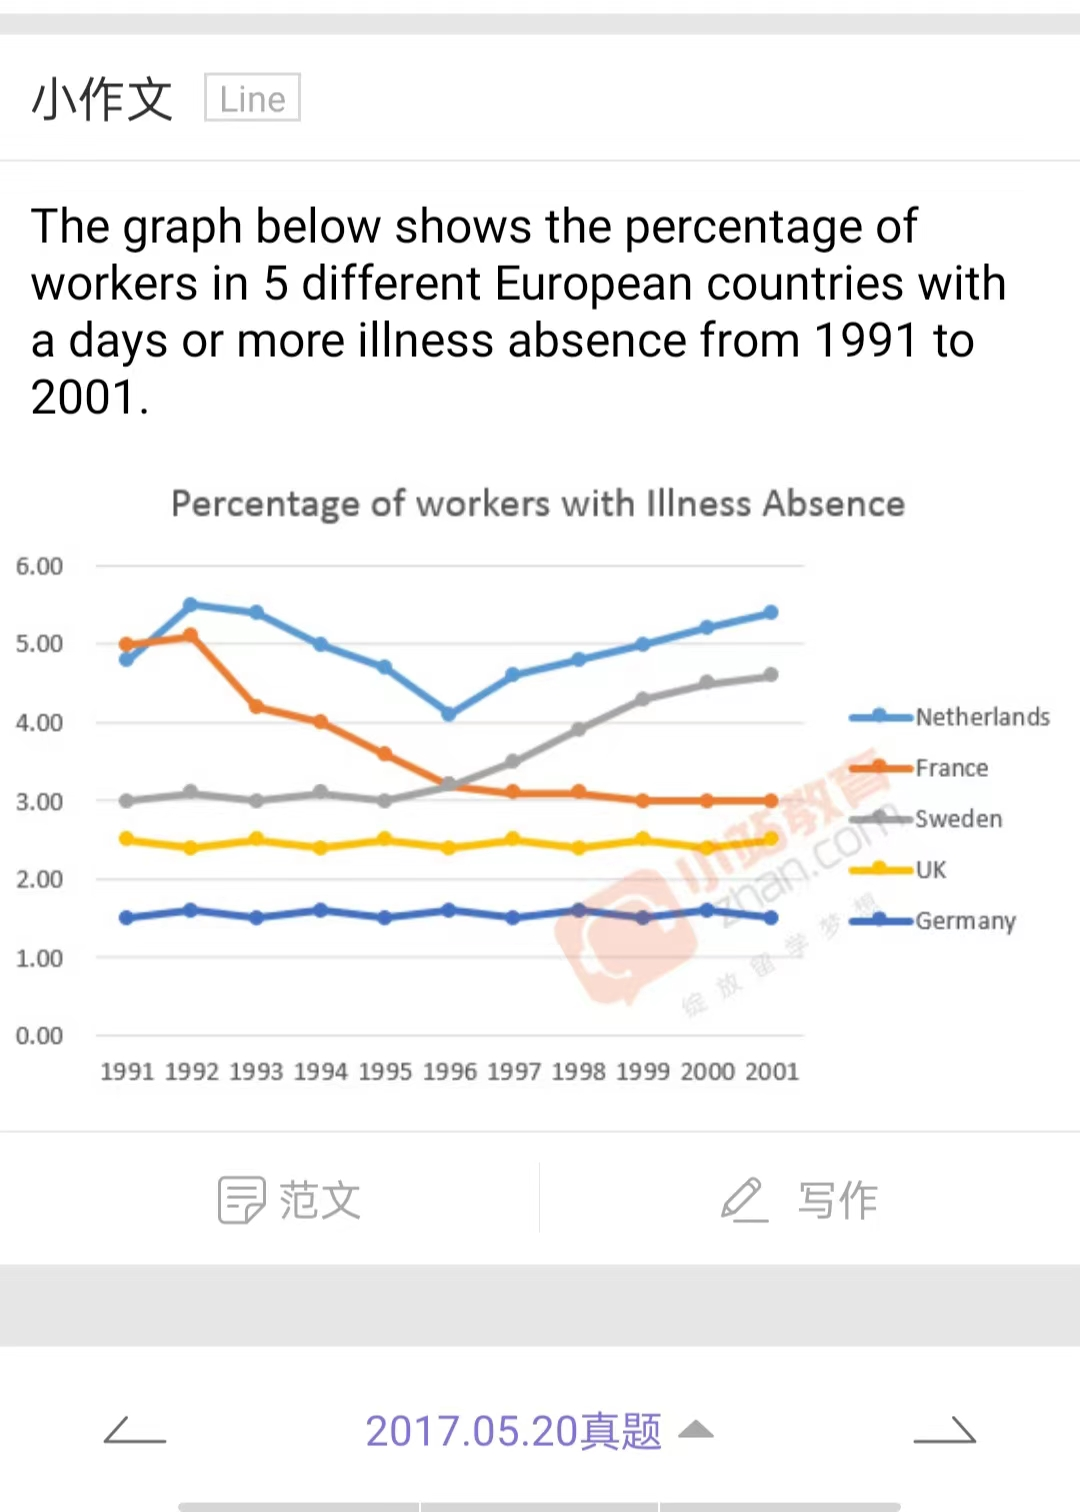 小作文 Line
The graph below shows the percentage of
workers in 5 different European countries with
a days or more illness absence from 1991 to
2001.
Percentage of workers with Illness Absence
6.00
5.00
4.00
3.00
2.00
1.00
0.00
1991 1992 1993 1994 1995 1996 1997 1998 1999 2000 2001
Netherlands
France
Sweden
UK
Germany
小站教育
zhan.com
绽放留学梦想
范文 写作
2017.05.20真题